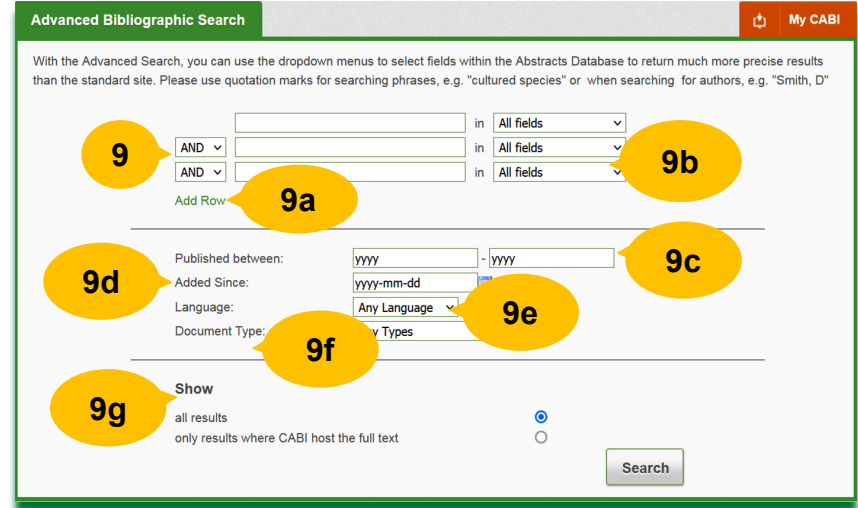 Advanced Bibliographic Search
My CABI
With the Advanced Search, you can use the dropdown menus to select fields within the Abstracts Database to return much more precise results
than the standard site. Please use quotation marks for searching phrases, e.g. "cultured species" or when searching for authors, e.g. "Smith, D"
in All fields
9 AND in All fields 9b
AND in All fields
Add Row 9a
Published between: yyyy - yyyy 9c
9d Added Since: yyyy-mm-dd
Language: Any Language 9e
Document Type: Types
9f
Show
9g
all results
only results where CABI host the full text
Search